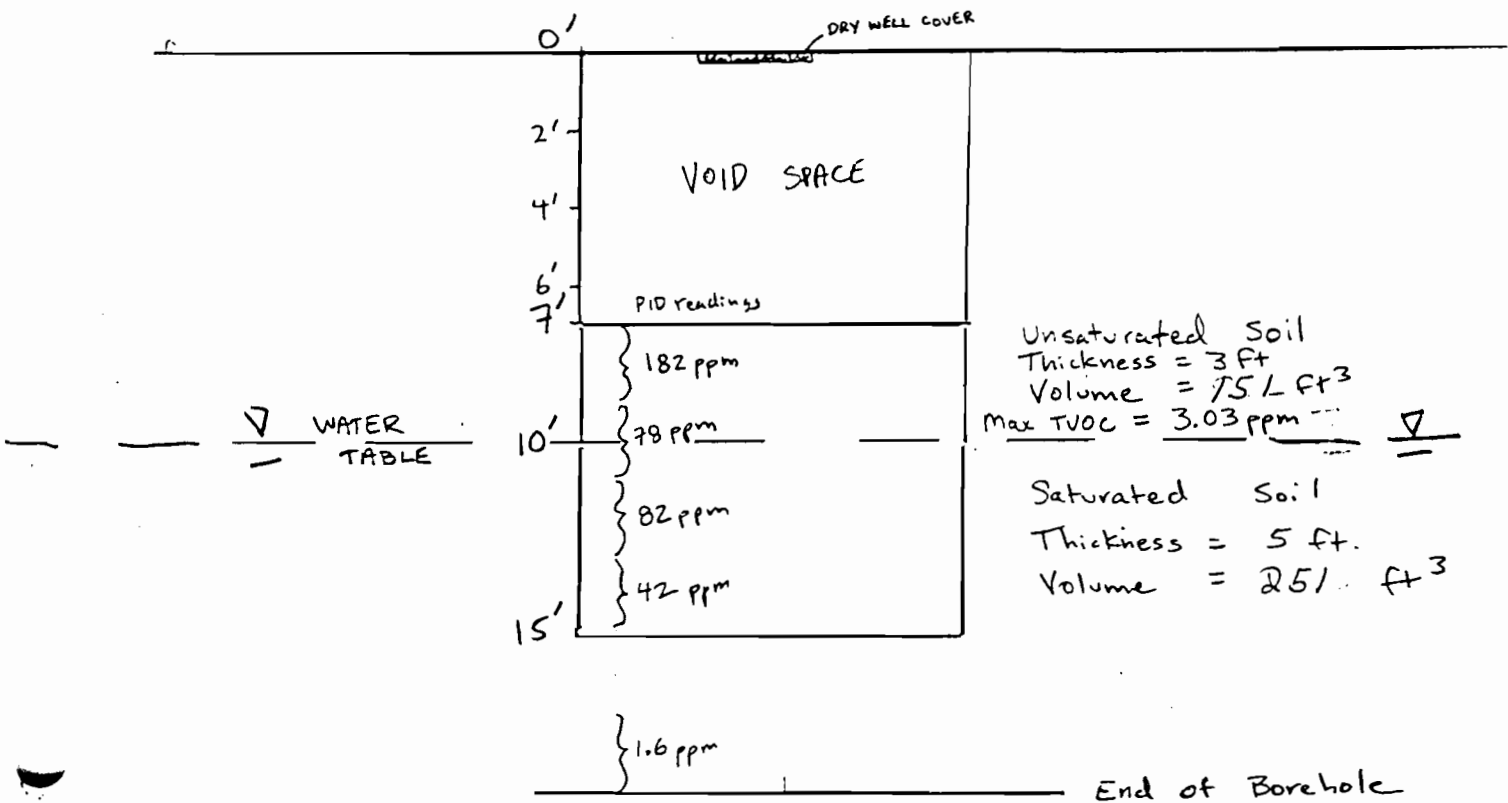 0'
DRY WELL COVER
2'
VOID SPACE
4'
6'
7'
PID readings
182 ppm
Unsaturated Soil
Thickness = 3 ft
Volume = 151 ft³
Max TVOC = 3.03 ppm
WATER
TABLE
10'
78 ppm
82 ppm
Saturated Soil
Thickness = 5 ft.
Volume = 251 ft³
42 ppm
15'
1.6 ppm
End of Borehole